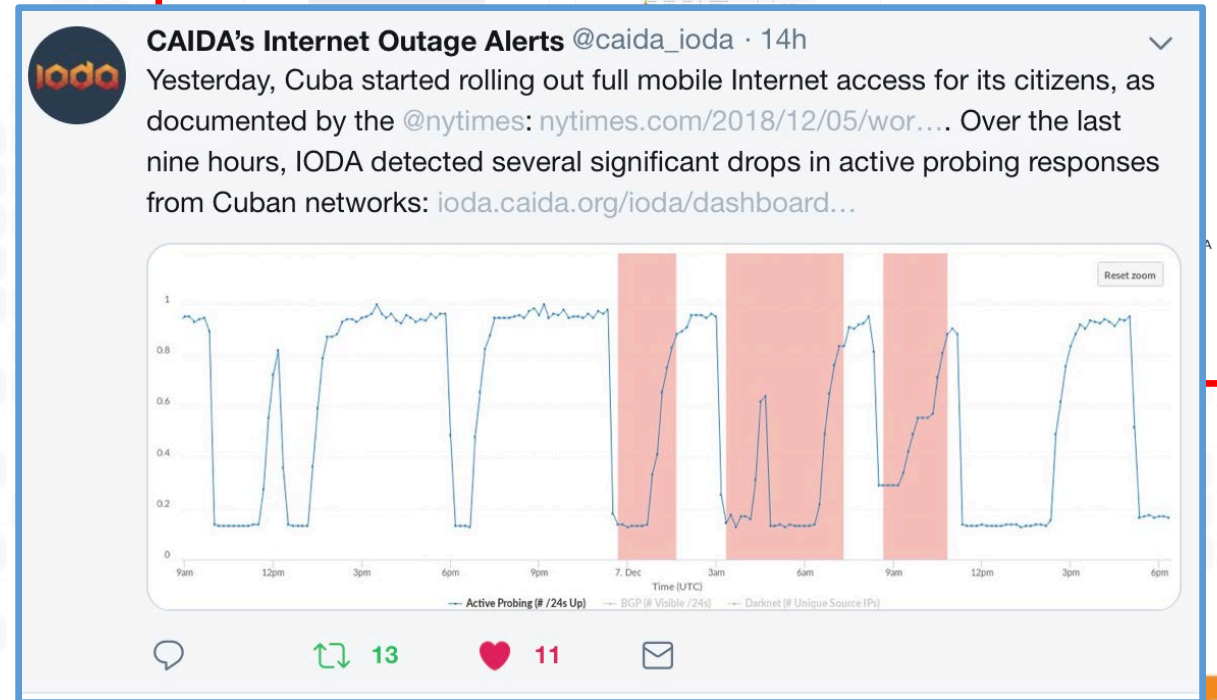 CAIDA's Internet Outage Alerts @caida_ioda · 14h
IODA
Yesterday, Cuba started rolling out full mobile Internet access for its citizens, as
documented by the @nytimes: nytimes.com/2018/12/05/wor.... Over the last
nine hours, IODA detected several significant drops in active probing responses
from Cuban networks: ioda.caida.org/ioda/dashboard...
Reset zoom
1
0.8
0.6
0.4
0.2
0
9am 12pm 3pm 6pm 9pm 7. Dec 3am 6am 9am 12pm 3pm 6pm
Time (UTC)
Active Probing (# /24s Up) BGP (# Visible /24s) Darknet (# Unique Source IPs)
13 11
A